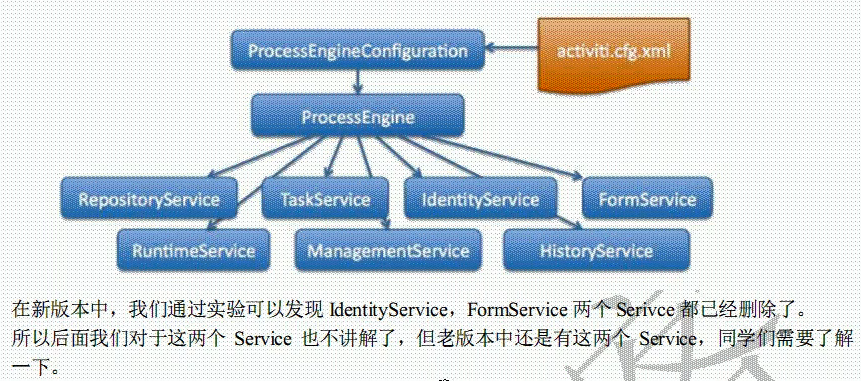 ProcessEngineConfiguration
activiti.cfg.xml
ProcessEngine
RepositoryService
TaskService
IdentityService
FormService
RuntimeService
ManagementService
HistoryService
在新版本中，我们通过实验可以发现 IdentityService，FormService 两个 Serivce 都已经删除了。
所以后面我们对于这两个 Service 也不讲解了，但老版本中还是有这两个 Service，同学们需要了解
一下。